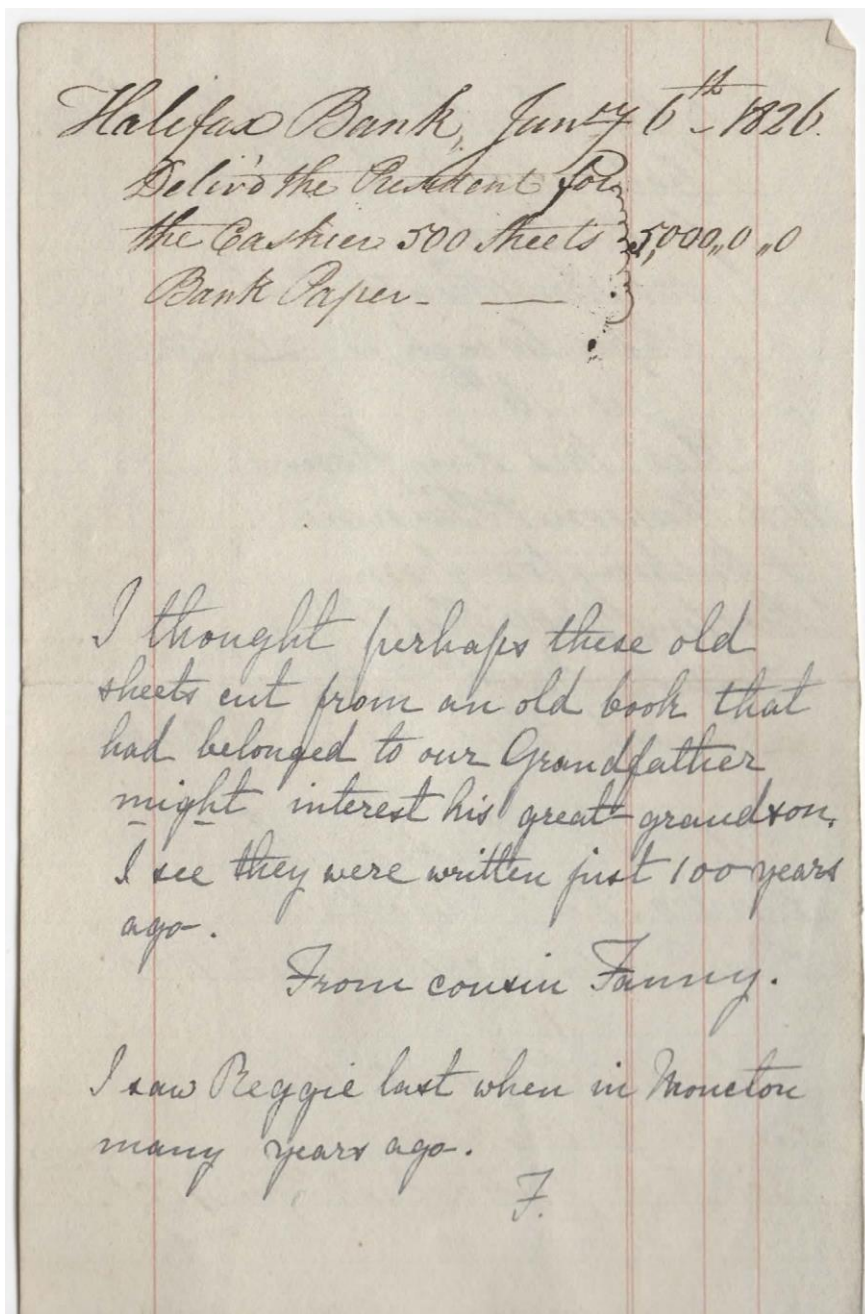 Halifax Bank, Jan'y 6th 1826.
Deliv'd the President for
the Cashier 500 Sheets 5,000,,0,,0
Bank Paper - —
I thought perhaps these old
sheets cut from an old book that
had belonged to our Grandfather
might interest his great-grandson.
I see they were written just 100 years
ago.
From cousin Fanny.
I saw Reggie last when in Moncton
many years ago.
F.